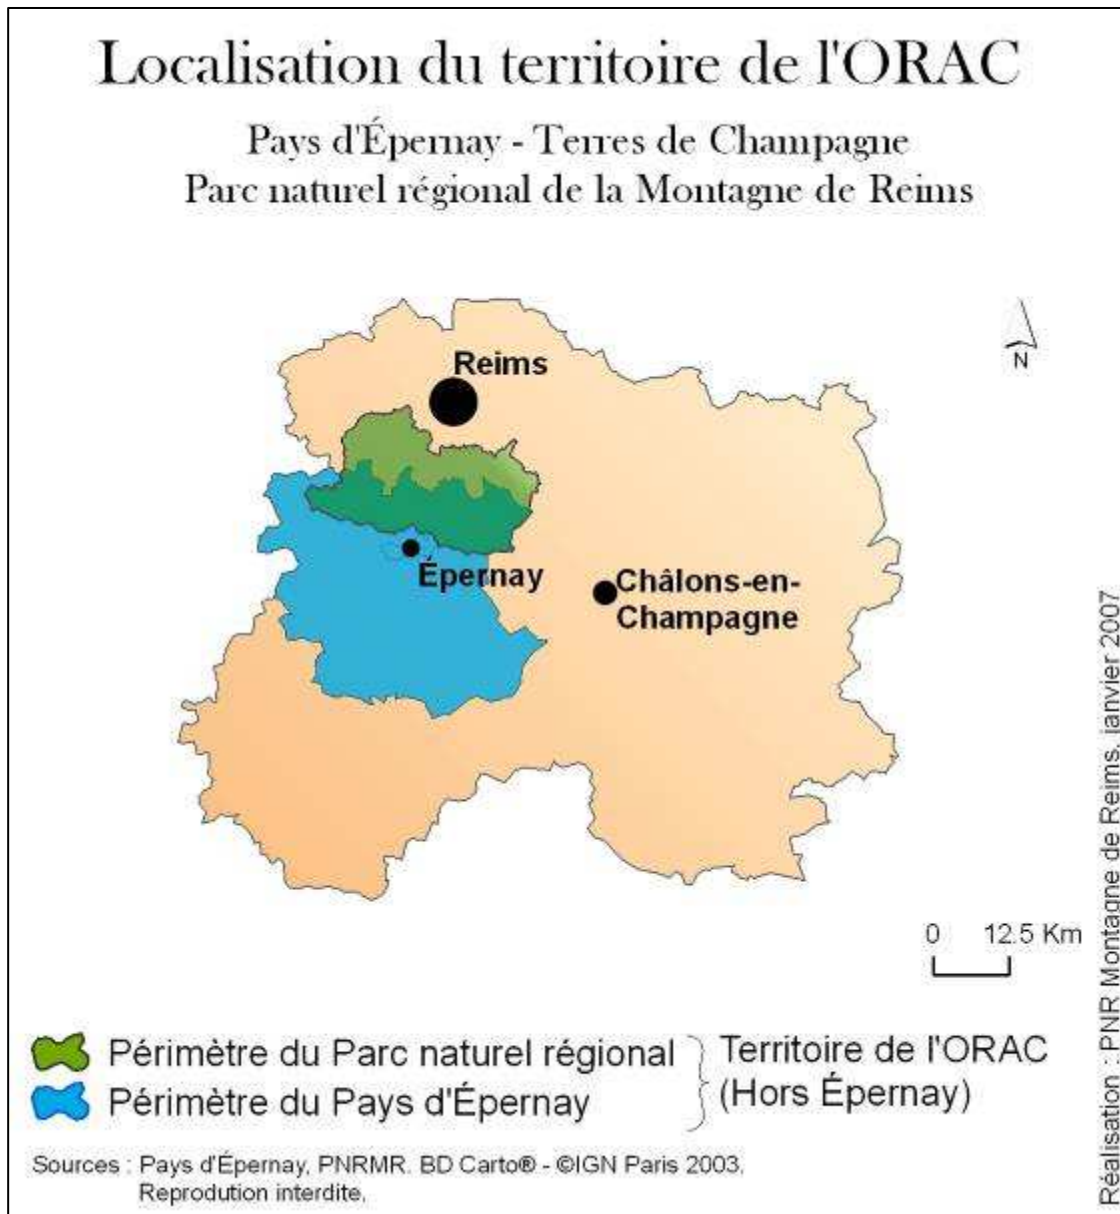 Localisation du territoire de l'ORAC
Pays d'Épernay - Terres de Champagne
Parc naturel régional de la Montagne de Reims
Reims
N
Épernay
Châlons-en-
Champagne
0 12.5 Km
Périmètre du Parc naturel régional
Périmètre du Pays d'Épernay
Territoire de l'ORAC
(Hors Épernay)
Sources : Pays d'Épernay, PNRMR. BD Carto® - ©IGN Paris 2003.
Reprodution interdite.
Réalisation : PNR Montagne de Reims, janvier 2007